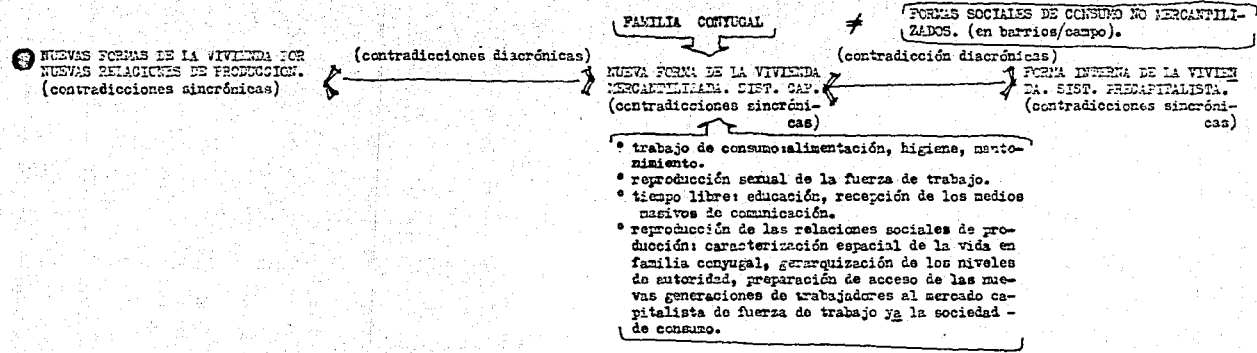 FAMILIA CONYUGAL
≠
FORMAS SOCIALES DE CONSUMO NO MERCANTILI-
ZADOS. (en barrios/campo).
NUEVAS FORMAS DE LA VIVIENDA POR
NUEVAS RELACIONES DE PRODUCCION.
(contradicciones sincrónicas)
(contradicciones diacrónicas)
NUEVA FORMA DE LA VIVIENDA
MERCANTILIZADA. SIST. CAP.
(contradicciones sincróni-
cas)
(contradición diacrónica)
FORMA INTERNA DE LA VIVIEN
DA. SIST. PRECAPITALISTA.
(contradicciones sincróni-
cas)
* trabajo de consumo:alimentación, higiene, mante-
nimiento.
* reproducción sexual de la fuerza de trabajo.
* tiempo libre: educación, recepción de los medios
masivos de comunicación.
* reproducción de las relaciones sociales de pro-
ducción: caracterización espacial de la vida en
familia conyugal, gerarquización de los niveles
de autoridad, preparación de acceso de las nue-
vas generaciones de trabajadores al mercado ca-
pitalista de fuerza de trabajo ya la sociedad -
de consumo.